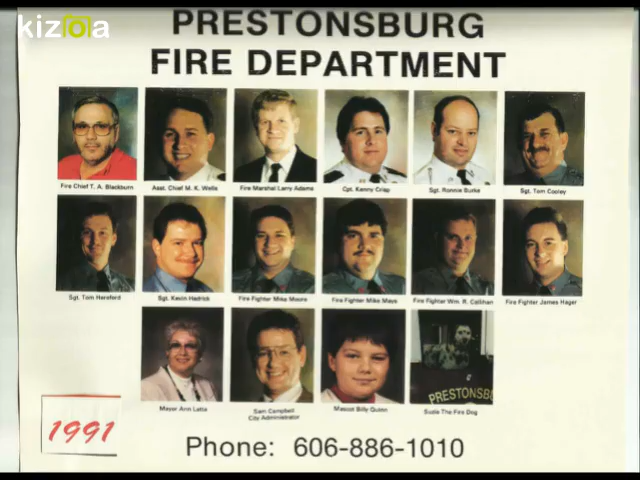 kizoa
PRESTONSBURG
FIRE DEPARTMENT
Fire Chief T. A. Blackburn
Asst. Chief M. K. Wells
Fire Marshal Larry Adams
Cpt. Kenny Crisp
Sgt. Ronnie Burke
Sgt. Tom Cooley
Sgt. Tom Hereford
Sgt. Kevin Hedrick
Fire Fighter Mike Moore
Fire Fighter Mike Mays
Fire Fighter Wm. R. Callihan
Fire Fighter James Hager
Mayor Ann Latta
Sam Campbell
City Administrator
Mascot Billy Quinn
PRESTONSB
Suzie The Fire Dog
1991
Phone: 606-886-1010